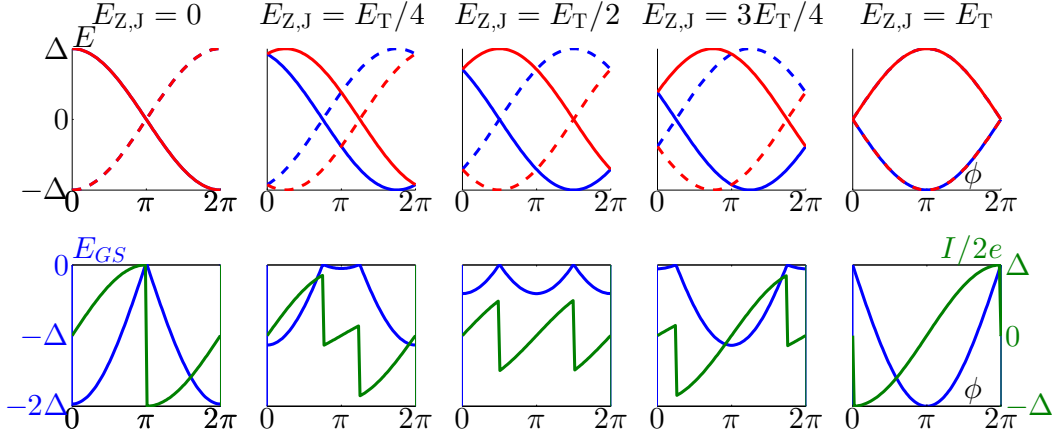 E_{Z,J} = 0 E_{Z,J} = E_T/4 E_{Z,J} = E_T/2 E_{Z,J} = 3E_T/4 E_{Z,J} = E_T
E
Δ
0
−Δ
ϕ
0 π 2π 0 π 2π 0 π 2π 0 π 2π 0 π 2π
E_{GS} I/2e
0 Δ
−Δ 0
−2Δ −Δ
ϕ
0 π 2π 0 π 2π 0 π 2π 0 π 2π 0 π 2π